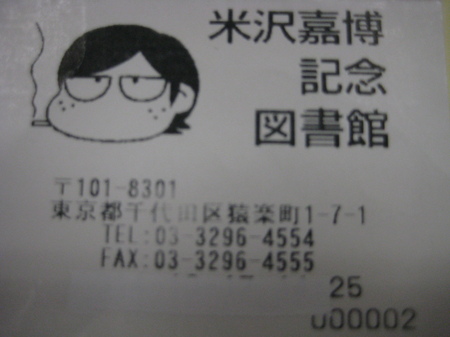 米沢嘉博
記念
図書館
〒101-8301
東京都千代田区猿楽町1-7-1
TEL:03-3296-4554
FAX:03-3296-4555
25
000002